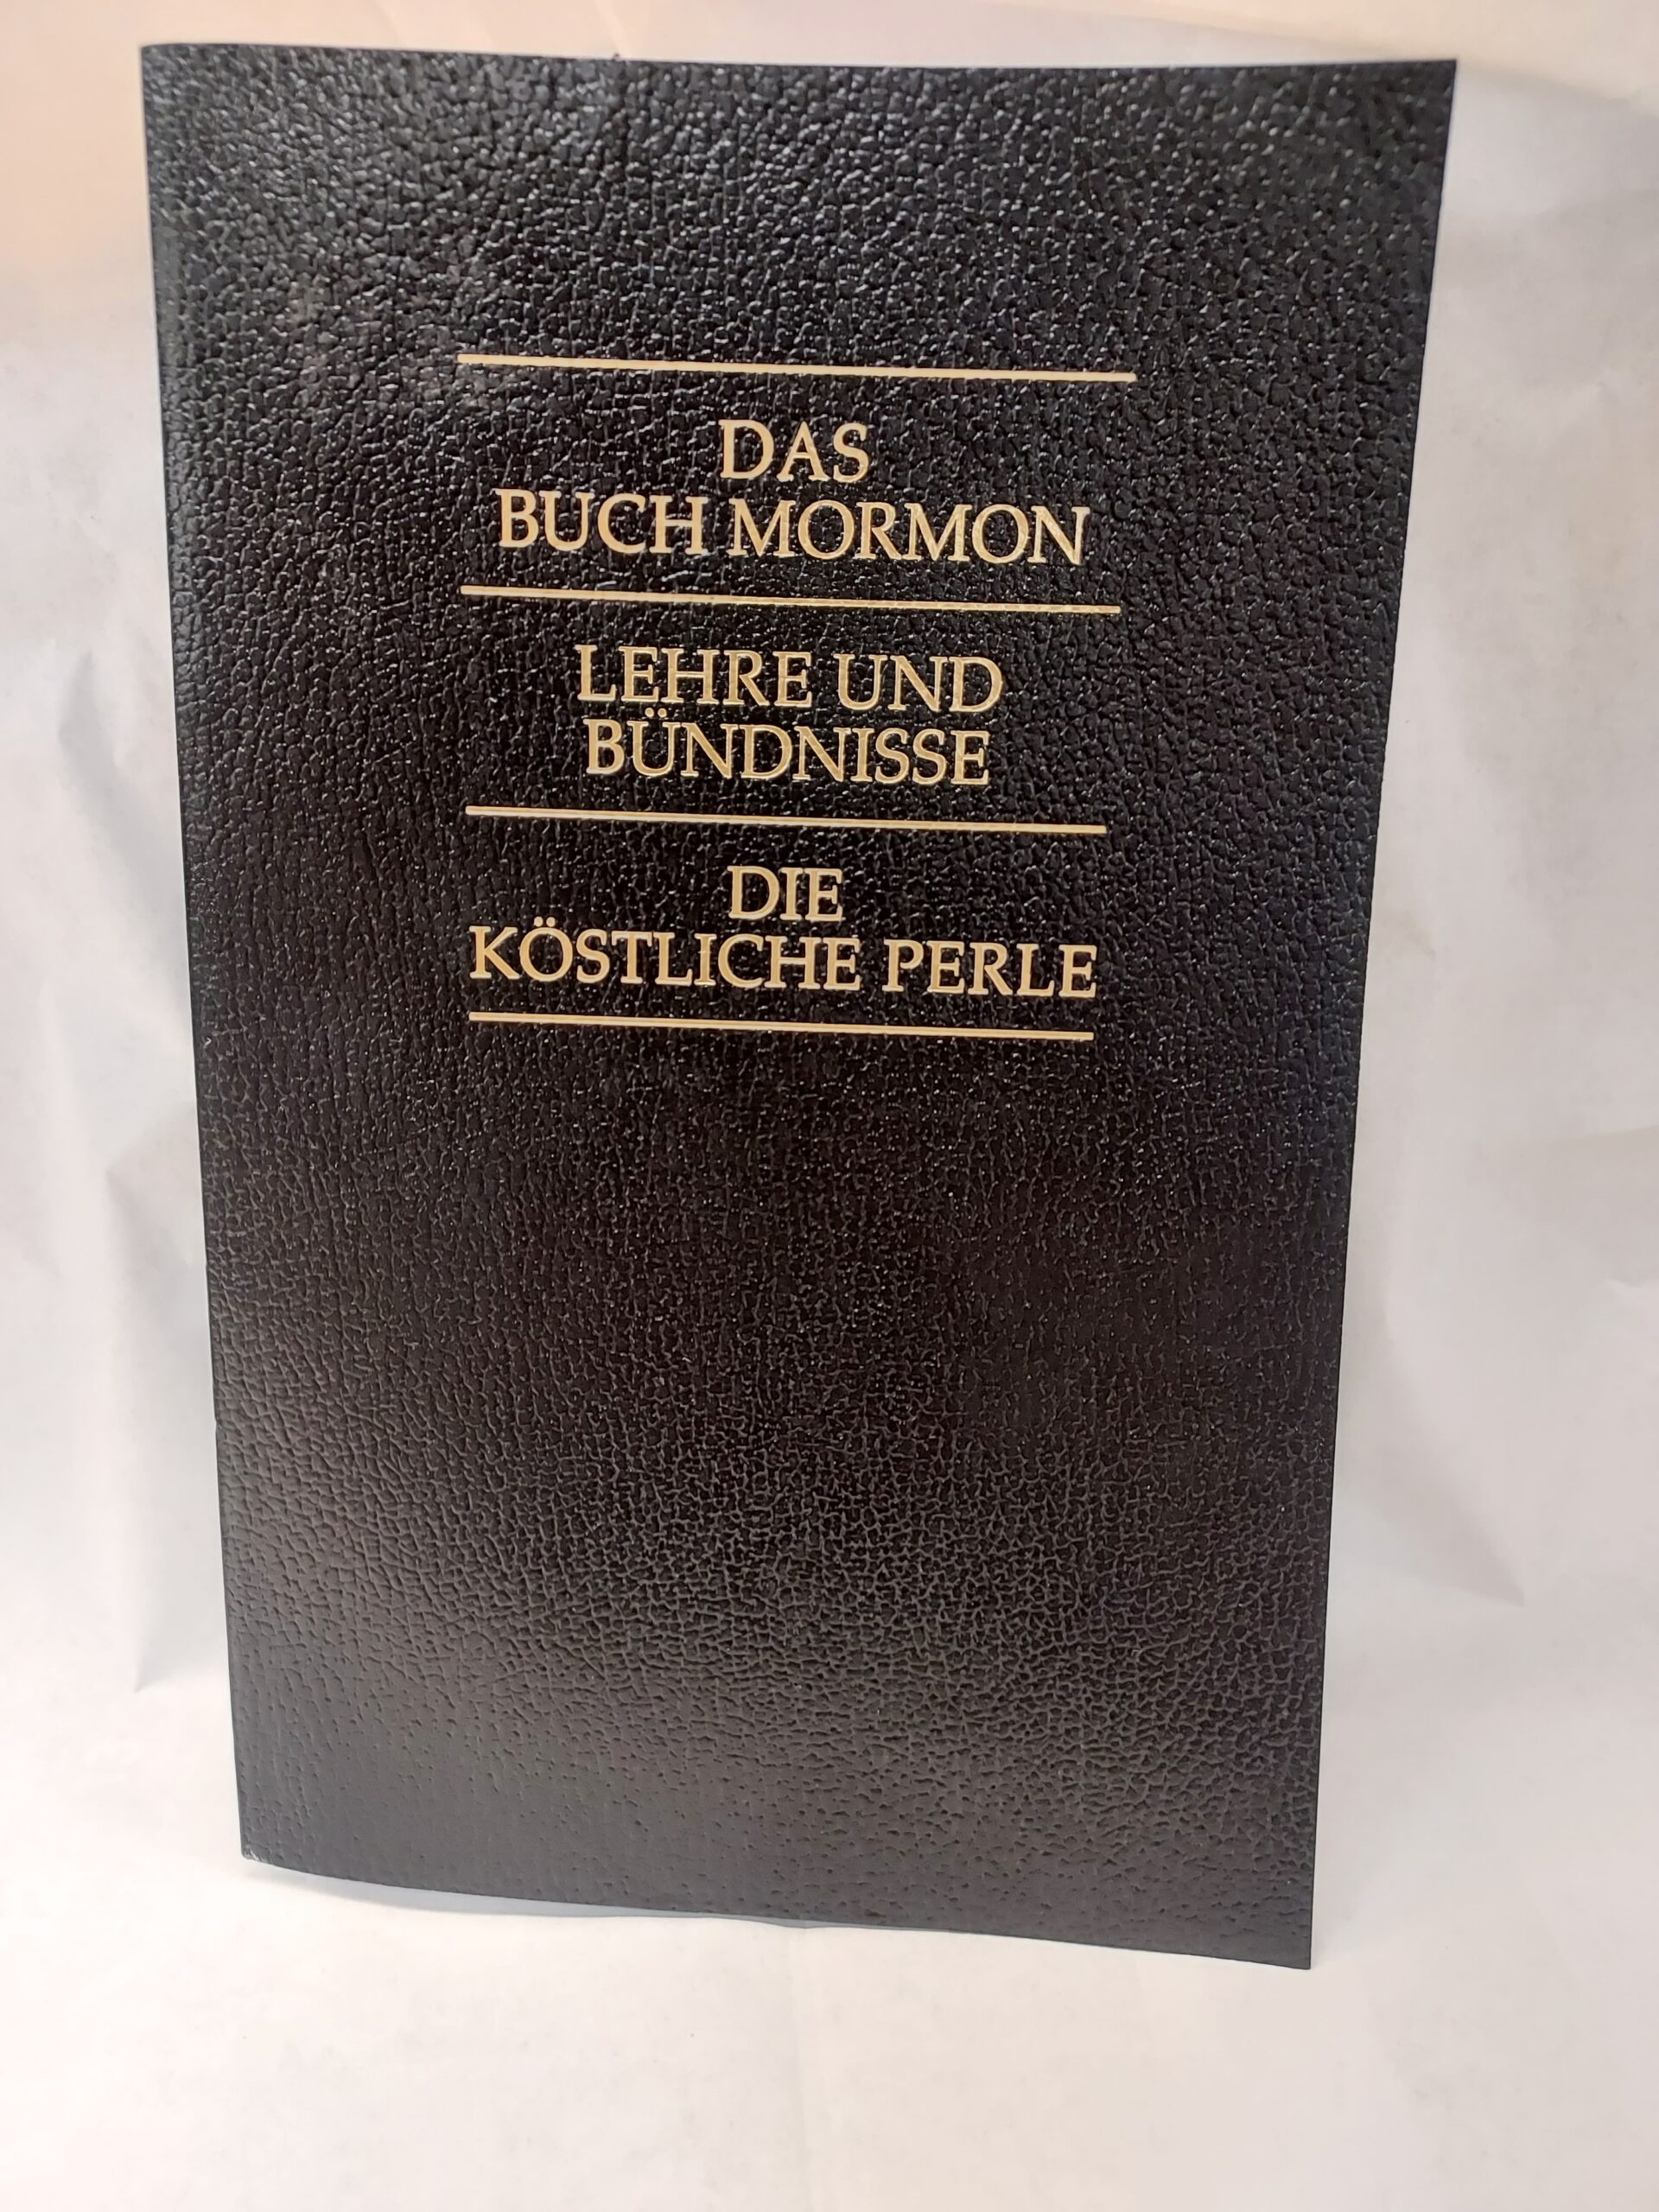 DAS
BUCH MORMON
LEHRE UND
BÜNDNISSE
DIE
KÖSTLICHE PERLE